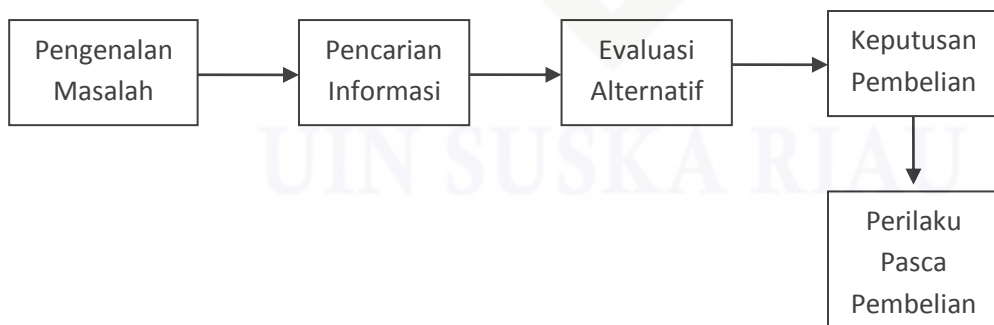 Pengenalan
Masalah
Pencarian
Informasi
Evaluasi
Alternatif
Keputusan
Pembelian
UIN SUSKA RIAU
Perilaku
Pasca
Pembelian